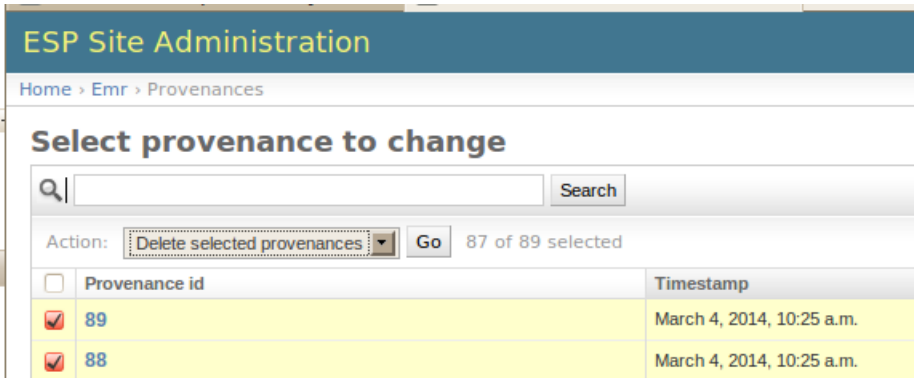 ESP Site Administration
Home › Emr › Provenances
Select provenance to change
Search
Action: Delete selected provenances Go 87 of 89 selected
Provenance id Timestamp
89 March 4, 2014, 10:25 a.m.
88 March 4, 2014, 10:25 a.m.